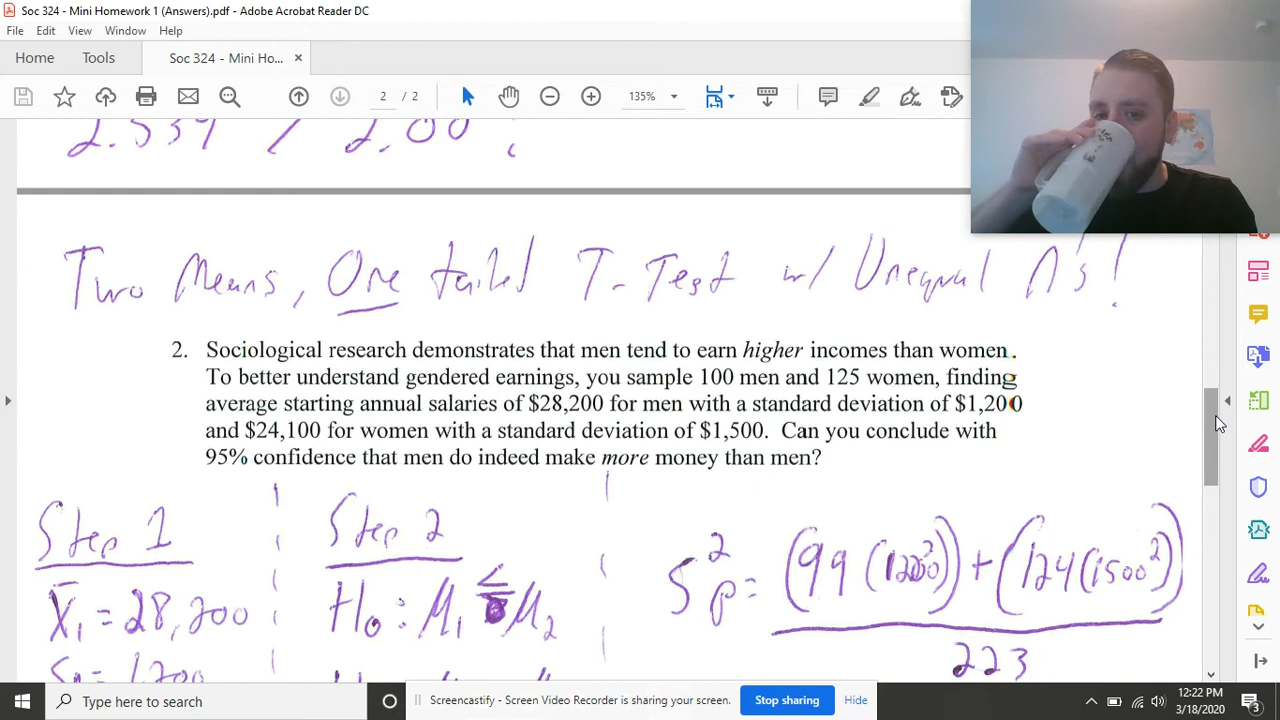 Soc 324 - Mini Homework 1 (Answers).pdf - Adobe Acrobat Reader DC
File Edit View Window Help
Home Tools Soc 324 - Mini Ho... ×
2 / 2 135%
2.539 / 2.00
Two Means, One tailed T-Test w/ Unequal N's!
2. Sociological research demonstrates that men tend to earn higher incomes than women.
To better understand gendered earnings, you sample 100 men and 125 women, finding
average starting annual salaries of $28,200 for men with a standard deviation of $1,200
and $24,100 for women with a standard deviation of $1,500. Can you conclude with
95% confidence that men do indeed make more money than men?
Step 1 Step 2 S²p = (99(1200²)) + (124(1500²))
X̄₁ = 28,200 H₀: μ₁ ≤ μ₂ 223
Screencastify - Screen Video Recorder is sharing your screen. Stop sharing Hide
Type here to search
12:22 PM
3/18/2020
3